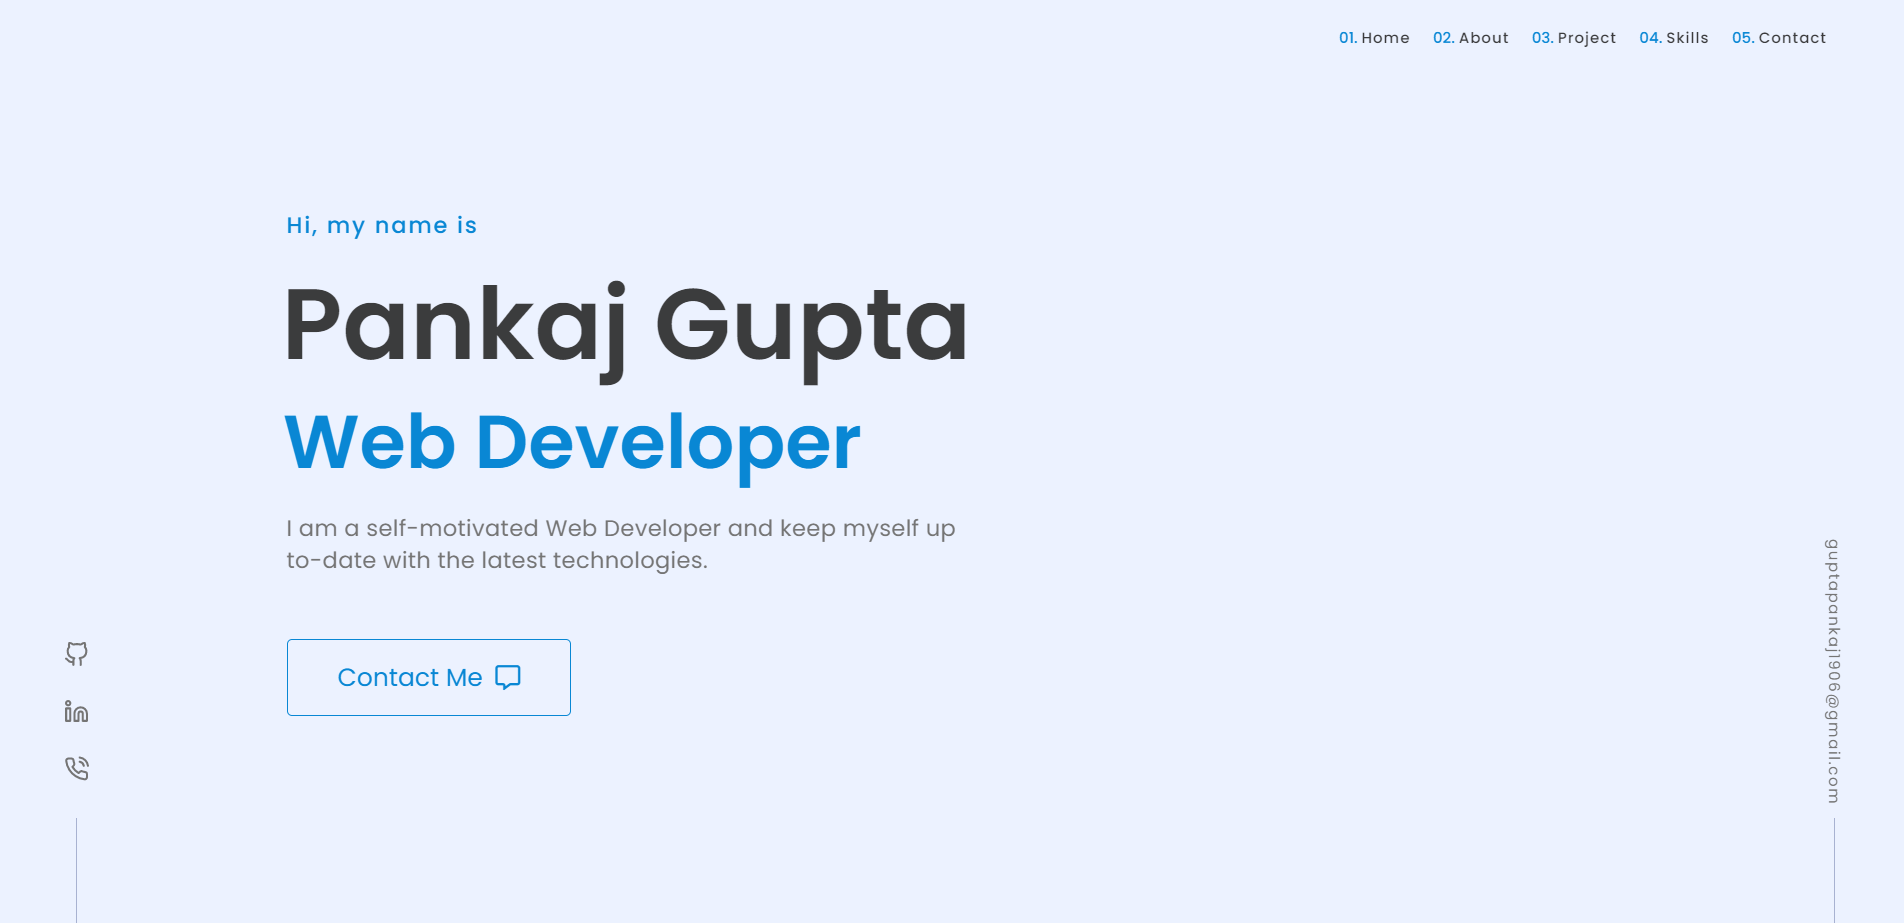 01. Home 02. About 03. Project 04. Skills 05. Contact
Hi, my name is
Pankaj Gupta
Web Developer
I am a self-motivated Web Developer and keep myself up
to-date with the latest technologies.
Contact Me
guptapankaj1906@gmail.com